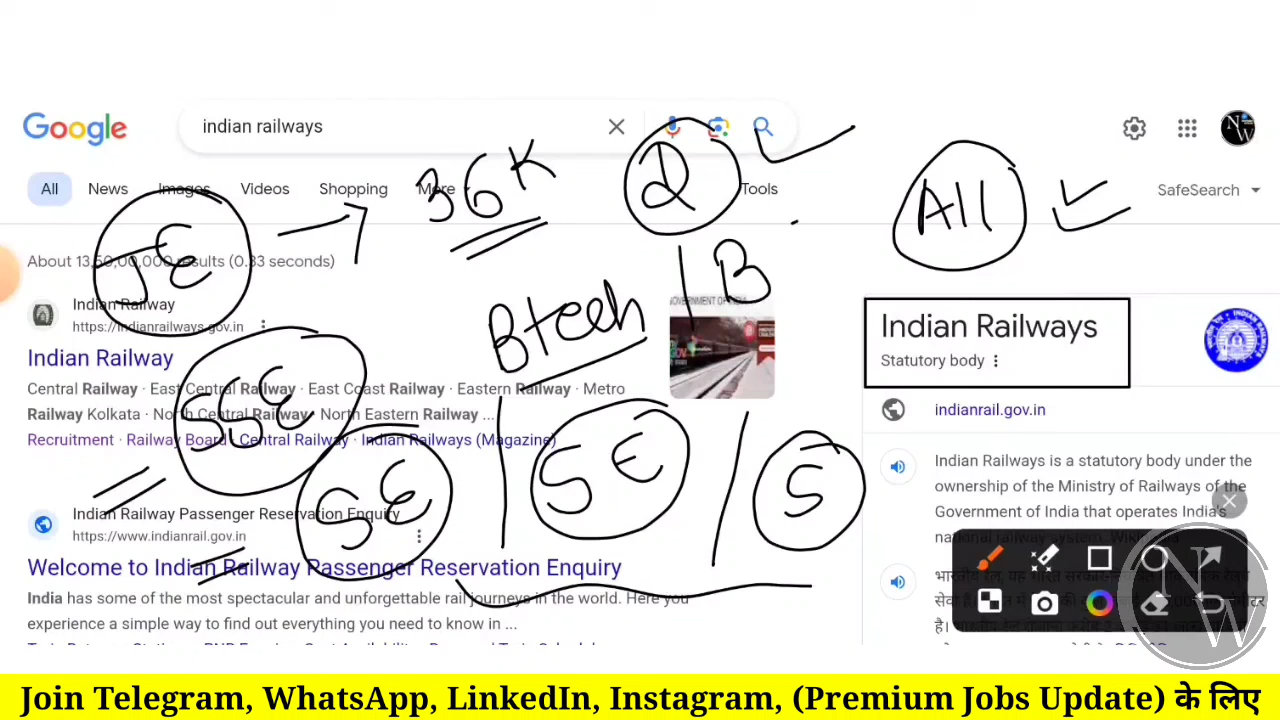 Google
indian railways
All News Images Videos Shopping More Tools
SafeSearch
36K
2
All
JE
About 13,50,00,000 results (0.33 seconds)
B
Indian Railway
https://indianrailways.gov.in
Btech
Indian Railways
Statutory body
Indian Railway
Central Railway · East Central Railway · East Coast Railway · Eastern Railway · Metro
Railway Kolkata · North Central Railway · North Eastern Railway ...
SSE
indianrail.gov.in
Recruitment · Railway Board · Central Railway · Indian Railways (Magazine)
SE
SE
S
Indian Railways is a statutory body under the
ownership of the Ministry of Railways of the
Government of India that operates India's
national railway system. Wikipedia
Indian Railway Passenger Reservation Enquiry
https://www.indianrail.gov.in
Welcome to Indian Railway Passenger Reservation Enquiry
India has some of the most spectacular and unforgettable rail journeys in the world. Here you
experience a simple way to find out everything you need to know in ...
NW
Join Telegram, WhatsApp, LinkedIn, Instagram, (Premium Jobs Update) के लिए